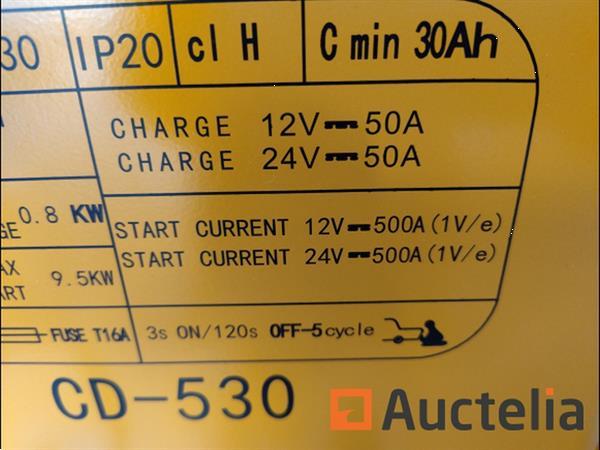 30 IP20 cl H C min 30Ah
CHARGE 12V⎓50A
CHARGE 24V⎓50A
0.8 KW
START CURRENT 12V⎓500A(1V/e)
START CURRENT 24V⎓500A(1V/e)
9.5KW
FUSE T16A 3s ON/120s OFF-5cycle
CD-530
Auctelia